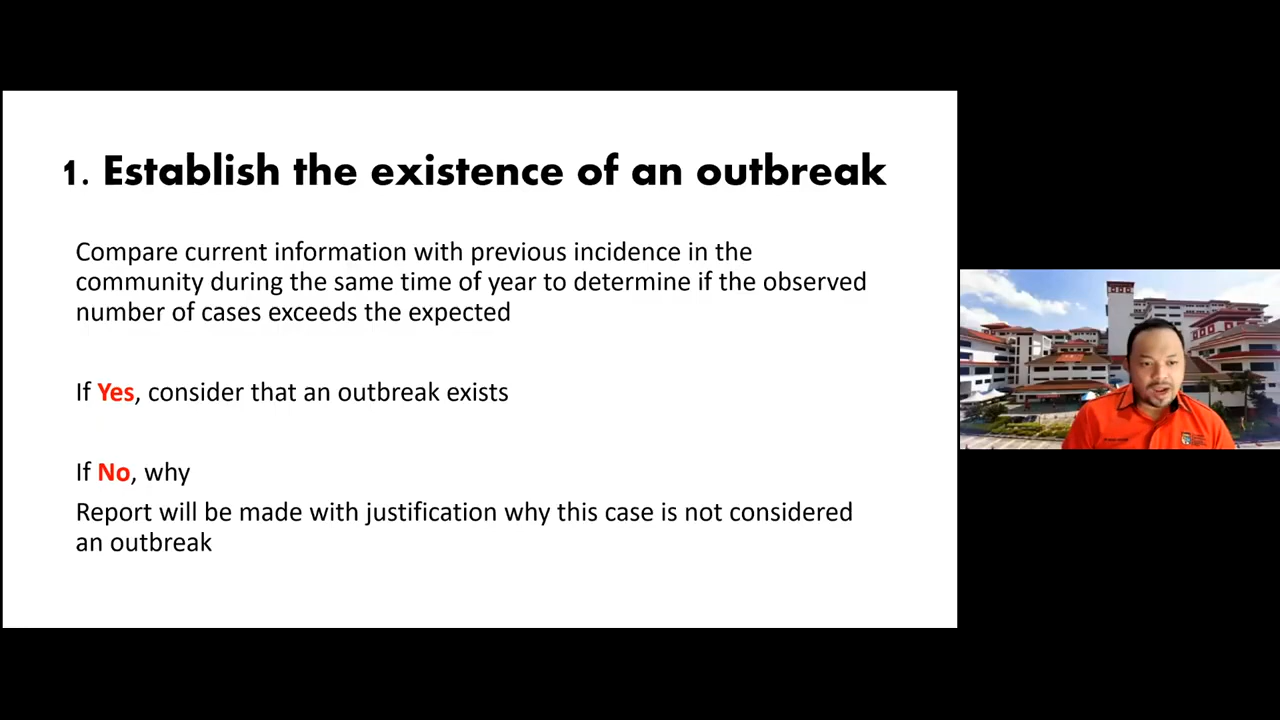 1. Establish the existence of an outbreak
Compare current information with previous incidence in the
community during the same time of year to determine if the observed
number of cases exceeds the expected
If Yes, consider that an outbreak exists
If No, why
Report will be made with justification why this case is not considered
an outbreak